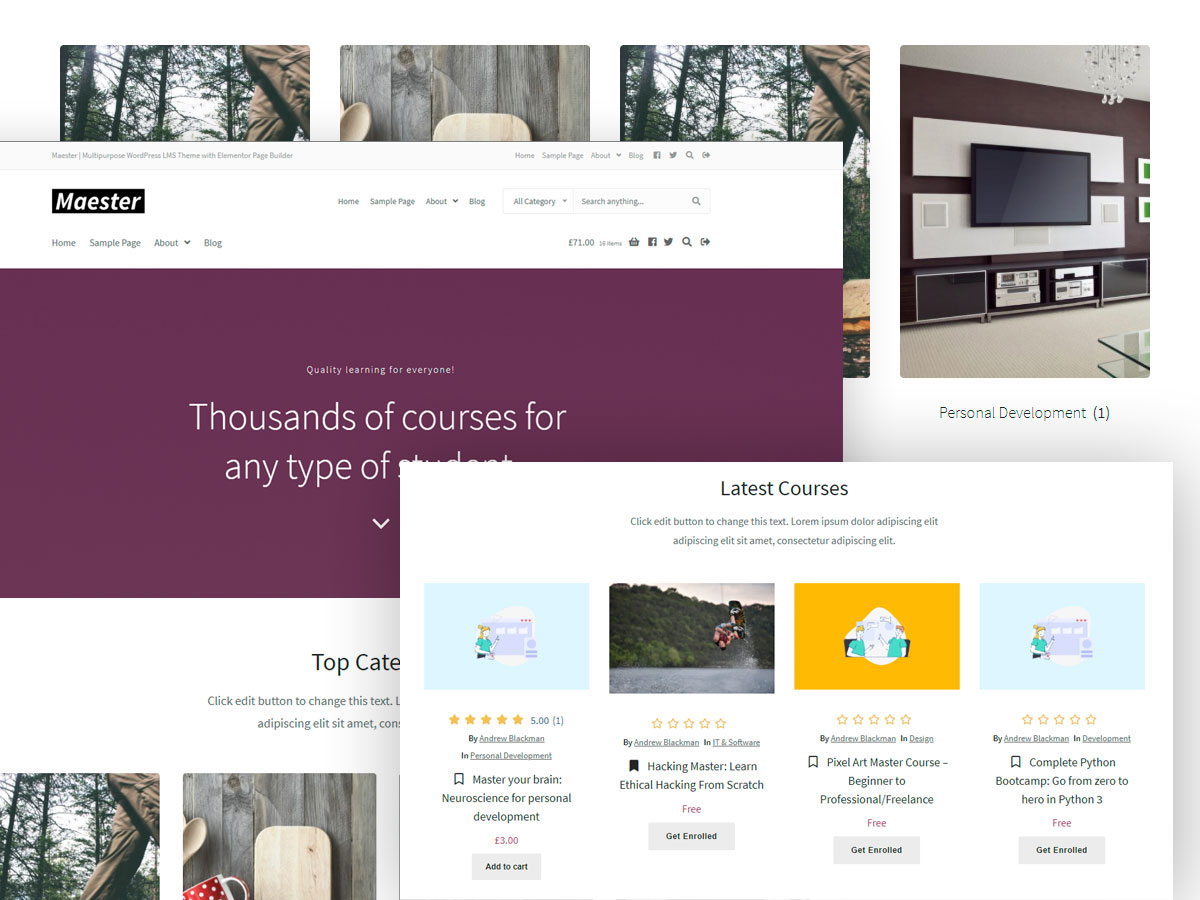 Maester | Multipurpose WordPress LMS Theme with Elementor Page Builder
Home Sample Page About Blog
Maester
Home Sample Page About Blog
All Category Search anything...
Home Sample Page About Blog
£71.00 16 items
Quality learning for everyone!
Thousands of courses for
any type of student
Personal Development (1)
Top Cate
Click edit button to change this text. L
adipiscing elit sit amet, cons
Latest Courses
Click edit button to change this text. Lorem ipsum dolor adipiscing elit
adipiscing elit sit amet, consectetur adipiscing elit.
5.00 (1)
By Andrew Blackman
In Personal Development
Master your brain:
Neuroscience for personal
development
£3.00
Add to cart
By Andrew Blackman In IT & Software
Hacking Master: Learn
Ethical Hacking From Scratch
Free
Get Enrolled
By Andrew Blackman In Design
Pixel Art Master Course –
Beginner to
Professional/Freelance
Free
Get Enrolled
By Andrew Blackman In Development
Complete Python
Bootcamp: Go from zero to
hero in Python 3
Free
Get Enrolled